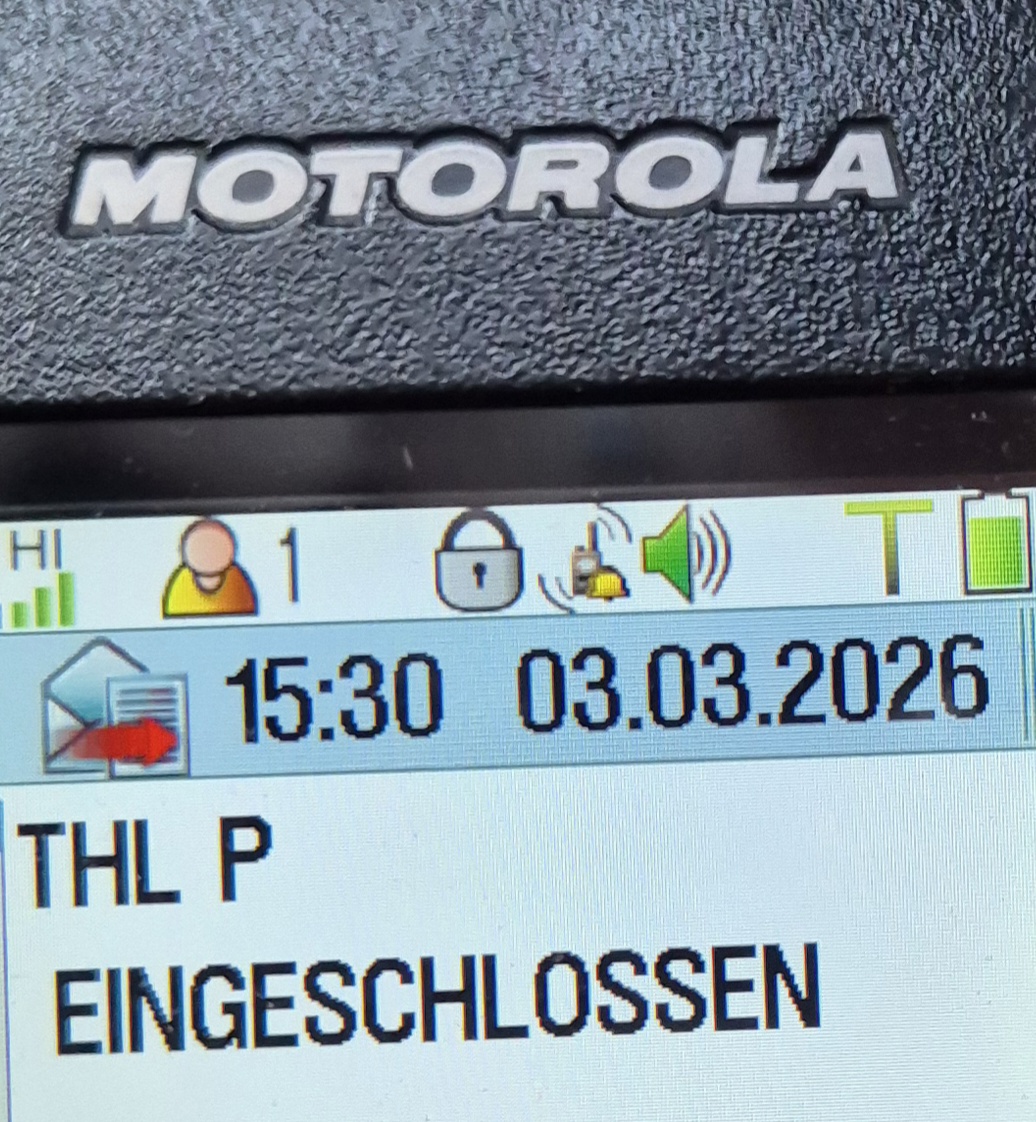 MOTOROLA
HI 1 T
15:30 03.03.2026
THL P
EINGESCHLOSSEN